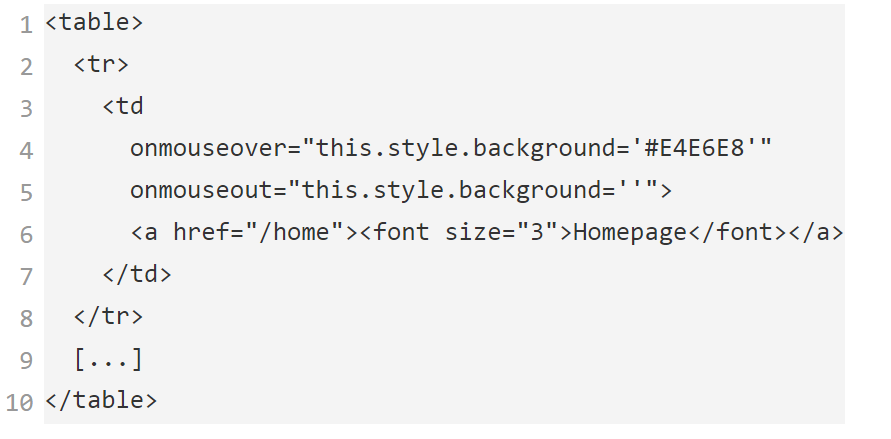 1 <table>
2   <tr>
3     <td
4       onmouseover="this.style.background='#E4E6E8'"
5       onmouseout="this.style.background=''">
6       <a href="/home"><font size="3">Homepage</font></a>
7     </td>
8   </tr>
9   [...]
10 </table>